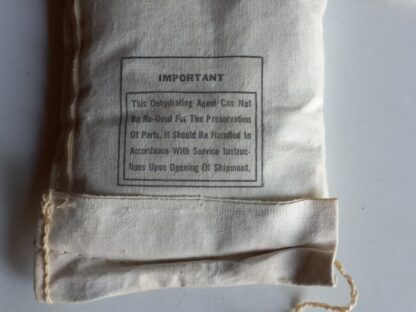 IMPORTANT
This Dehydrating Agent Can Not
Be Re-Used For The Preservation
Of Parts. It Should Be Handled In
Accordance With Service Instruc-
tions Upon Opening Of Shipment.